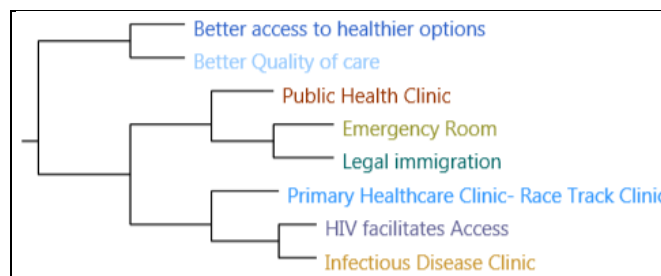 Better access to healthier options
Better Quality of care
Public Health Clinic
Emergency Room
Legal immigration
Primary Healthcare Clinic- Race Track Clinic
HIV facilitates Access
Infectious Disease Clinic